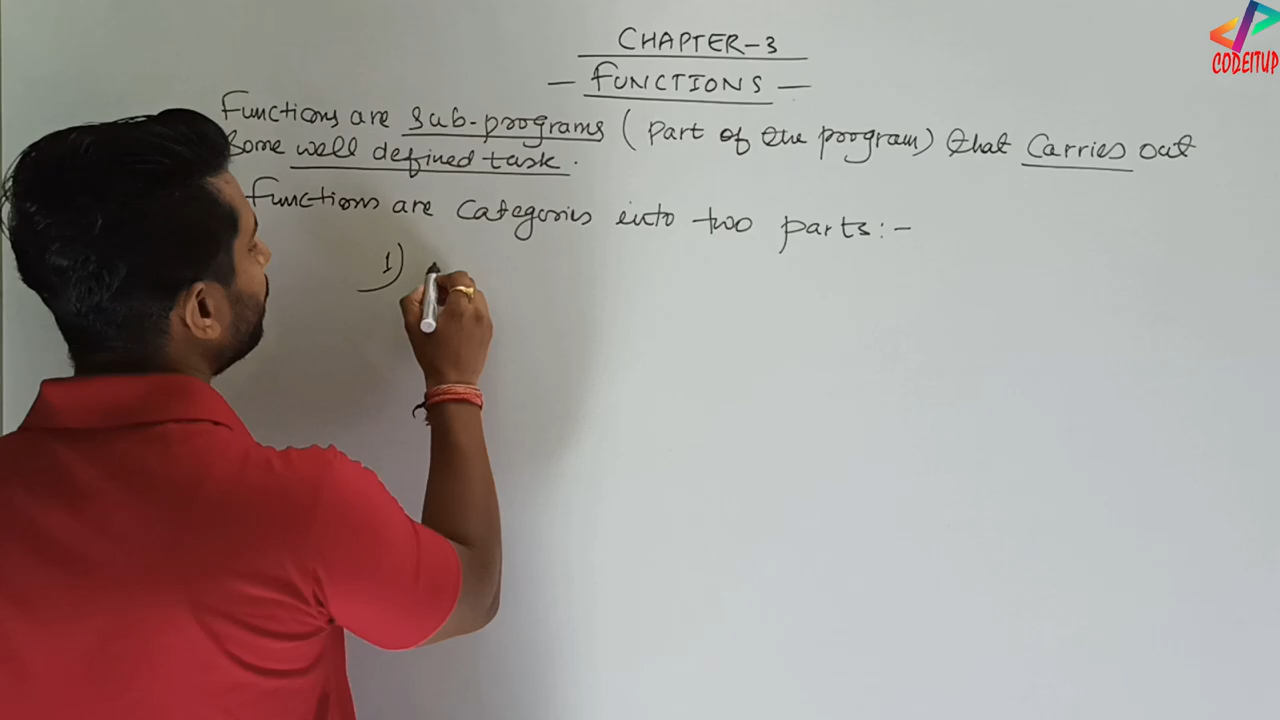 CHAPTER-3
- FUNCTIONS -
Functions are sub-programs (part of the program) that carries out
some well defined task.
Functions are categories into two parts:-
1)
CODEITUP